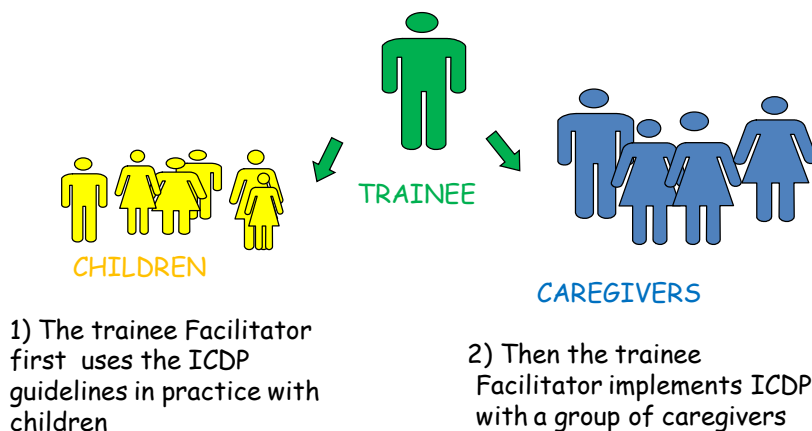 TRAINEE
CHILDREN
CAREGIVERS
1) The trainee Facilitator
first uses the ICDP
guidelines in practice with
children
2) Then the trainee
Facilitator implements ICDP
with a group of caregivers